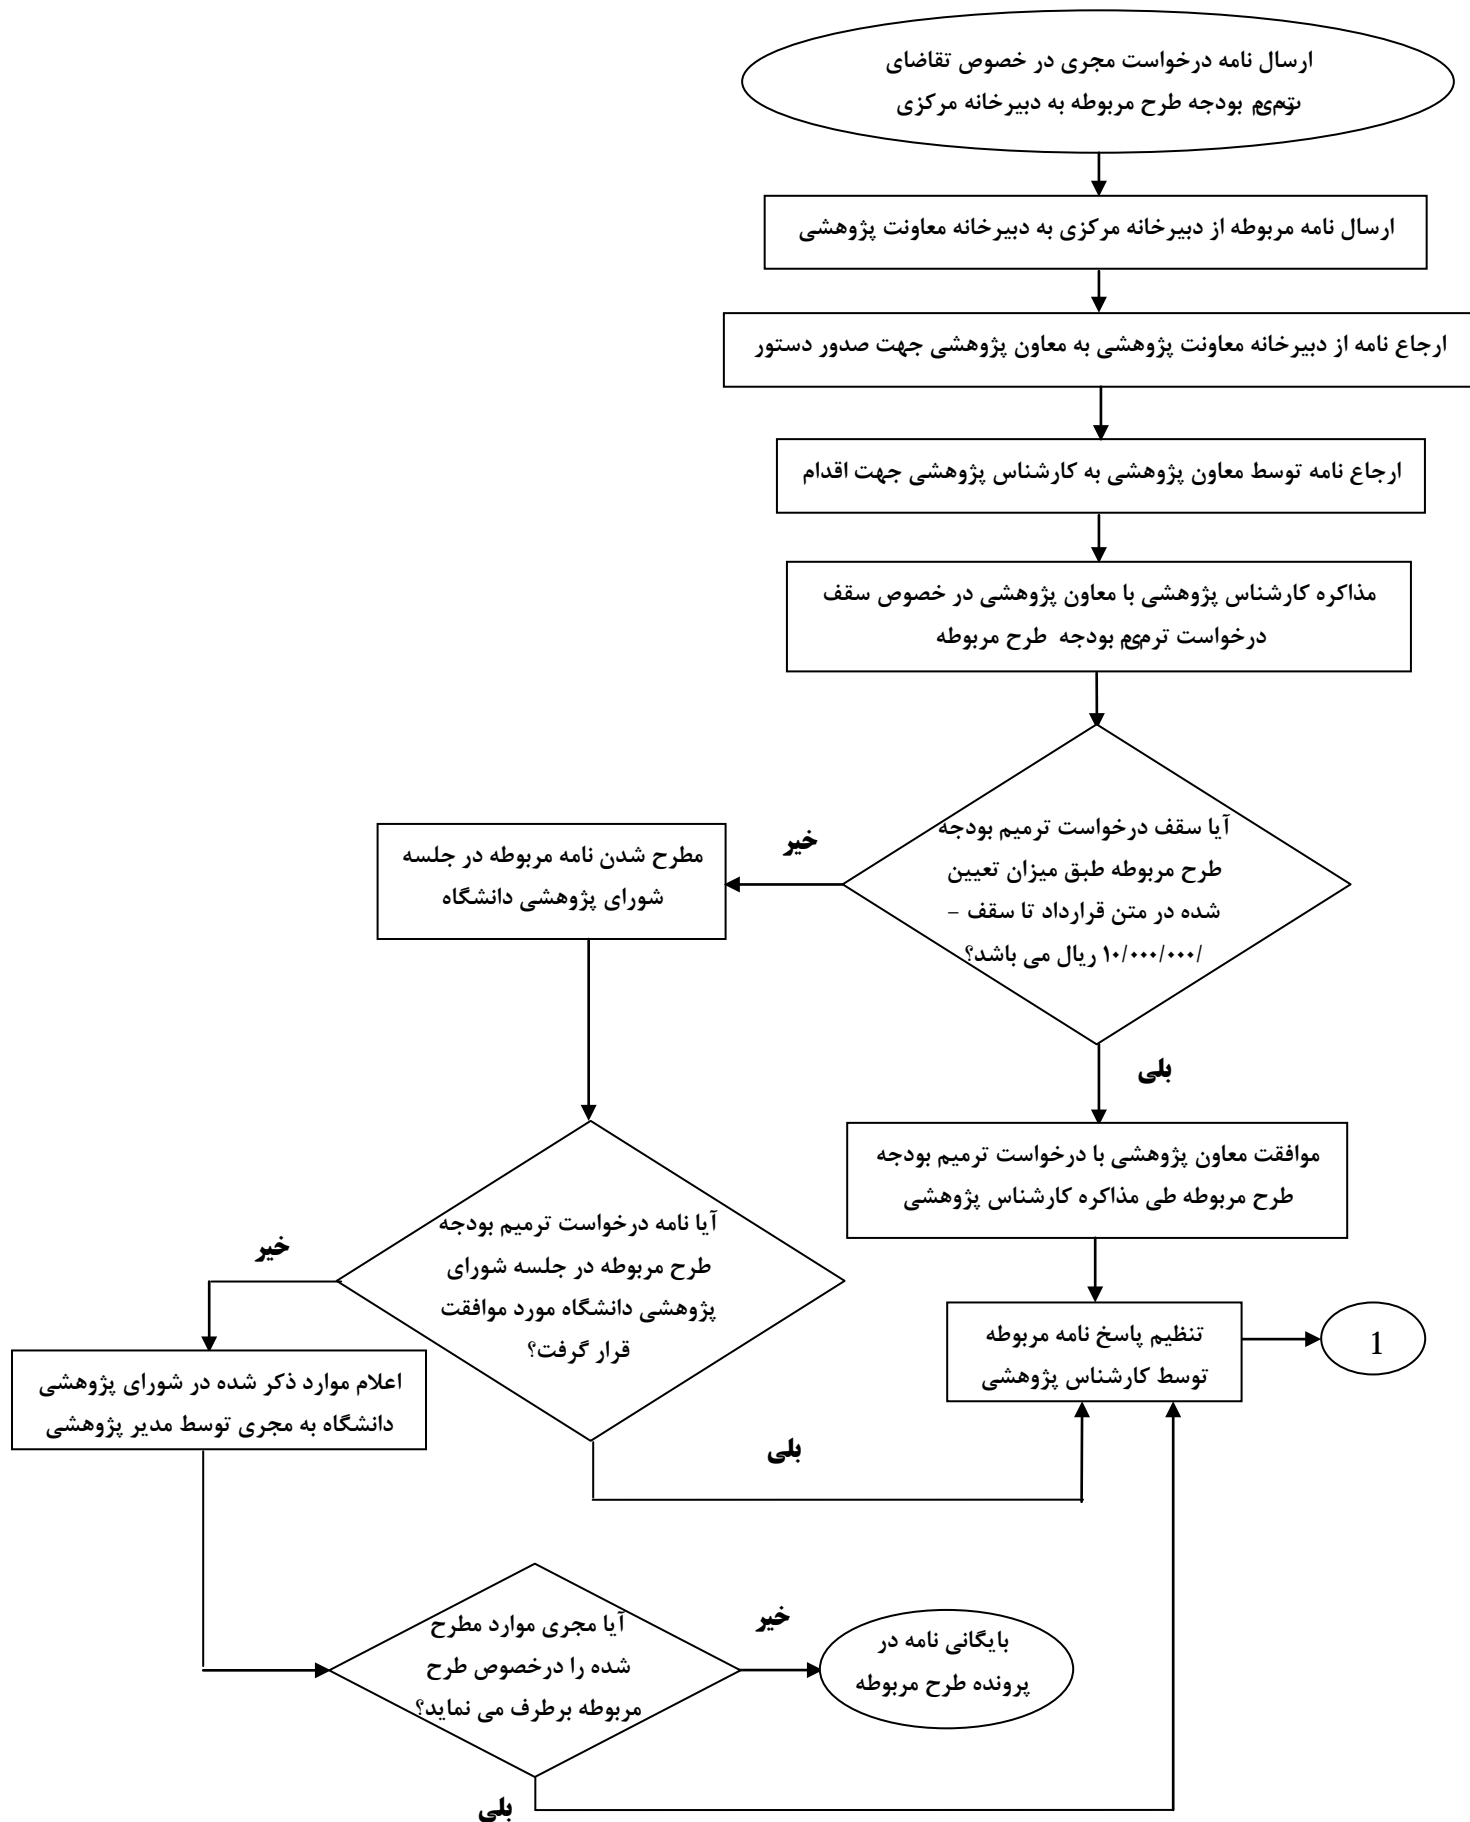 ارسال نامه درخواست مجری در خصوص تقاضای
ترمیم بودجه طرح مربوطه به دبیرخانه مرکزی
ارسال نامه مربوطه از دبیرخانه مرکزی به دبیرخانه معاونت پژوهشی
ارجاع نامه از دبیرخانه معاونت پژوهشی به معاون پژوهشی جهت صدور دستور
ارجاع نامه توسط معاون پژوهشی به کارشناس پژوهشی جهت اقدام
مذاکره کارشناس پژوهشی با معاون پژوهشی در خصوص سقف
درخواست ترمیم بودجه طرح مربوطه
آیا سقف درخواست ترمیم بودجه
طرح مربوطه طبق میزان تعیین
شده در متن قرارداد تا سقف –
/۱۰/۰۰۰/۰۰۰ ریال می باشد؟
خیر
مطرح شدن نامه مربوطه در جلسه
شورای پژوهشی دانشگاه
بلی
موافقت معاون پژوهشی با درخواست ترمیم بودجه
طرح مربوطه طی مذاکره کارشناس پژوهشی
آیا نامه درخواست ترمیم بودجه
طرح مربوطه در جلسه شورای
پژوهشی دانشگاه مورد موافقت
قرار گرفت؟
خیر
تنظیم پاسخ نامه مربوطه
توسط کارشناس پژوهشی
1
اعلام موارد ذکر شده در شورای پژوهشی
دانشگاه به مجری توسط مدیر پژوهشی
بلی
آیا مجری موارد مطرح
شده را درخصوص طرح
مربوطه برطرف می نماید؟
خیر
بایگانی نامه در
پرونده طرح مربوطه
بلی